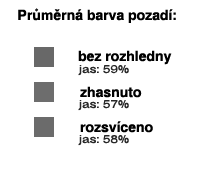 Průměrná barva pozadí:
bez rozhledny
jas: 59%
zhasnuto
jas: 57%
rozsvíceno
jas: 58%